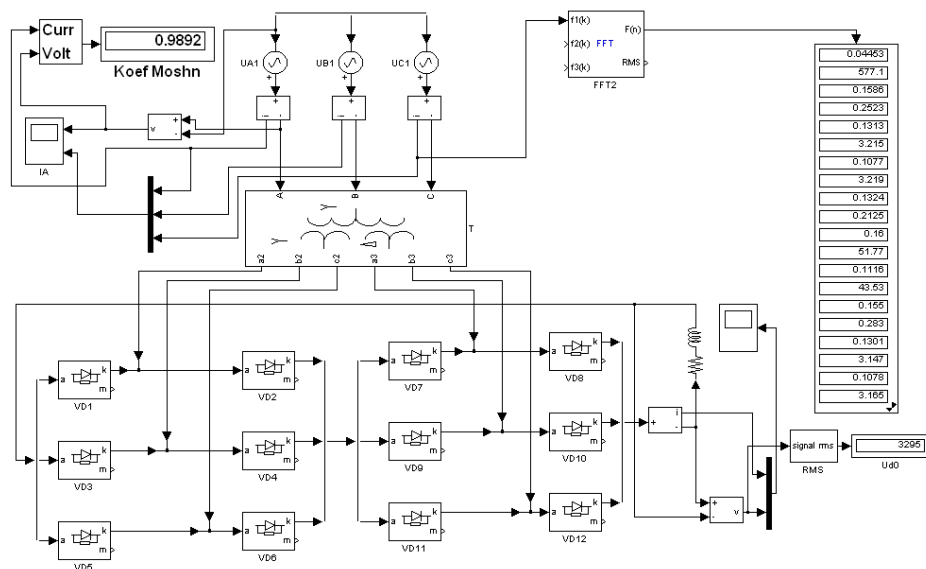 Curr
Volt
0.9892
Koef Moshn
UA1
UB1
UC1
+
+
+
+
-
i
+
-
i
+
-
i
v
+
-
IA
f1(k)
f2(k)
f3(k)
FFT
F(n)
RMS
FFT2
0.04453
577.1
0.1586
0.2523
0.1313
3.215
0.1077
3.219
0.1324
0.2125
0.16
51.77
0.1116
43.53
0.155
0.283
0.1301
3.147
0.1078
3.165
A
B
C
Y
Y
Δ
T
a2
b2
c2
a3
b3
c3
a
k
m
VD1
a
k
m
VD2
a
k
m
VD7
a
k
m
VD8
a
k
m
VD3
a
k
m
VD4
a
k
m
VD9
a
k
m
VD10
a
k
m
VD5
a
k
m
VD6
a
k
m
VD11
a
k
m
VD12
+
i
-
+
-
v
signal rms
RMS
3295
Ud0